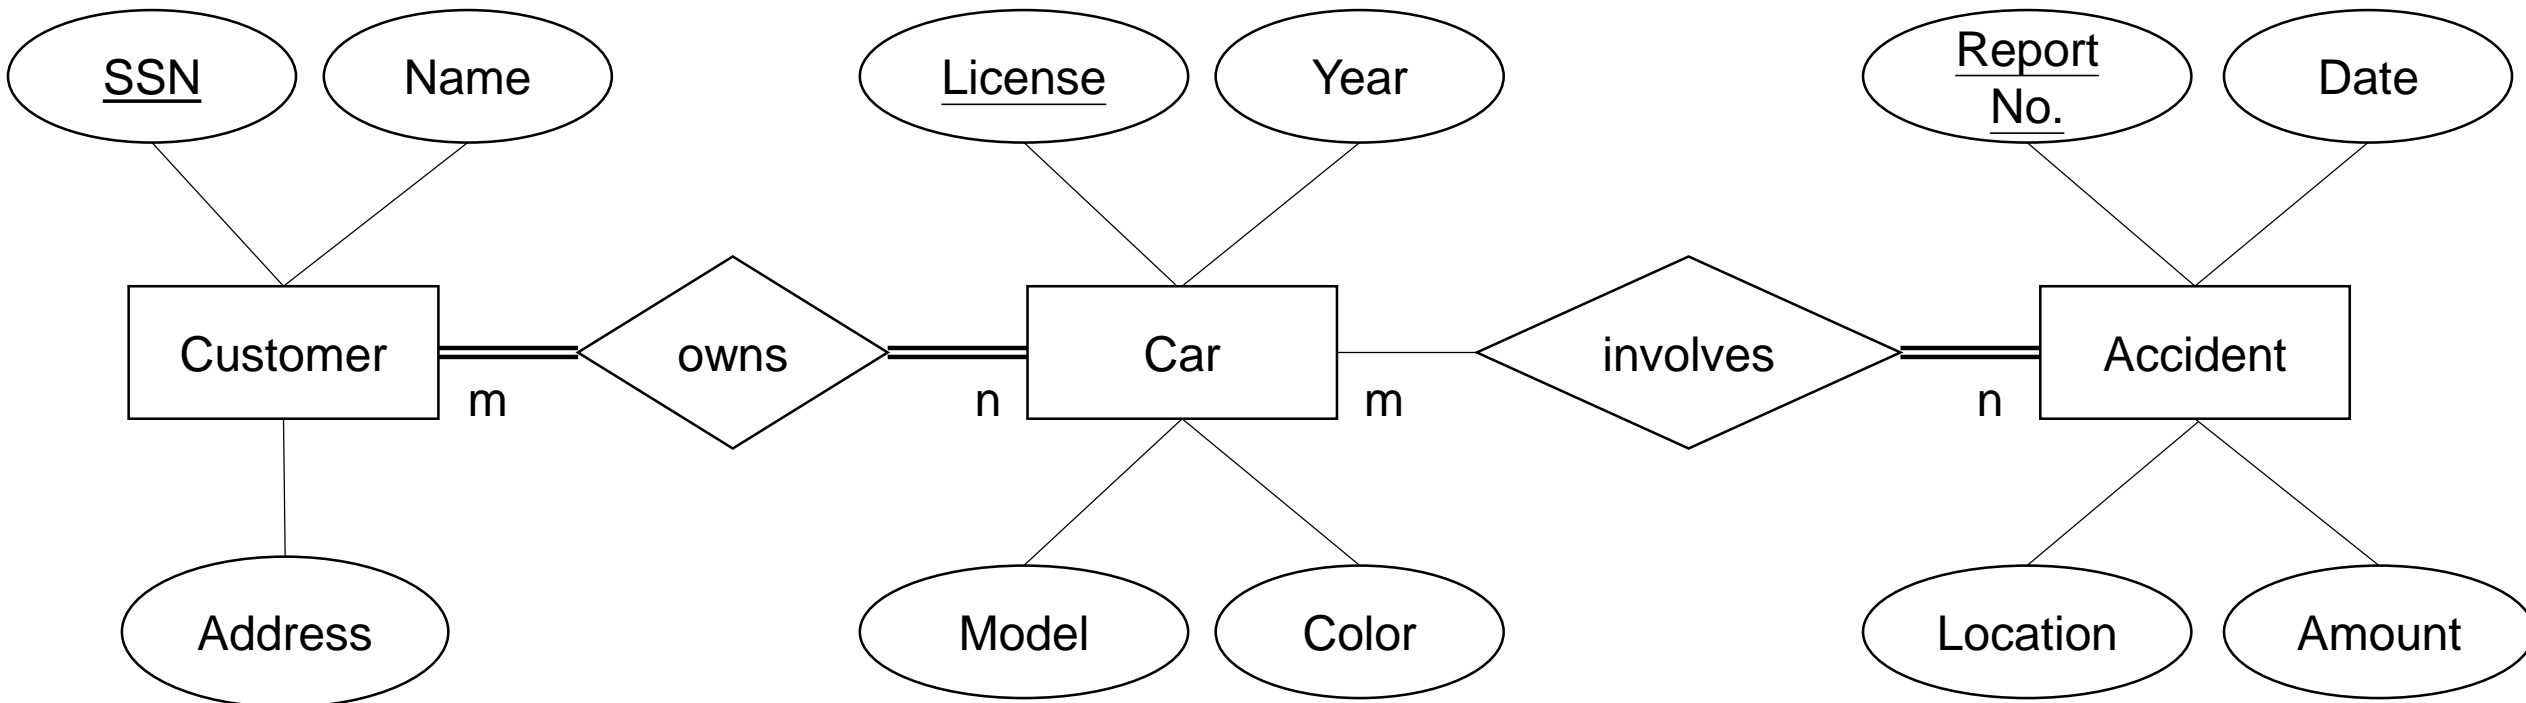 SSN
Name
License
Year
Report
No.
Date
Customer
owns
Car
involves
Accident
m
n
m
n
Address
Model
Color
Location
Amount